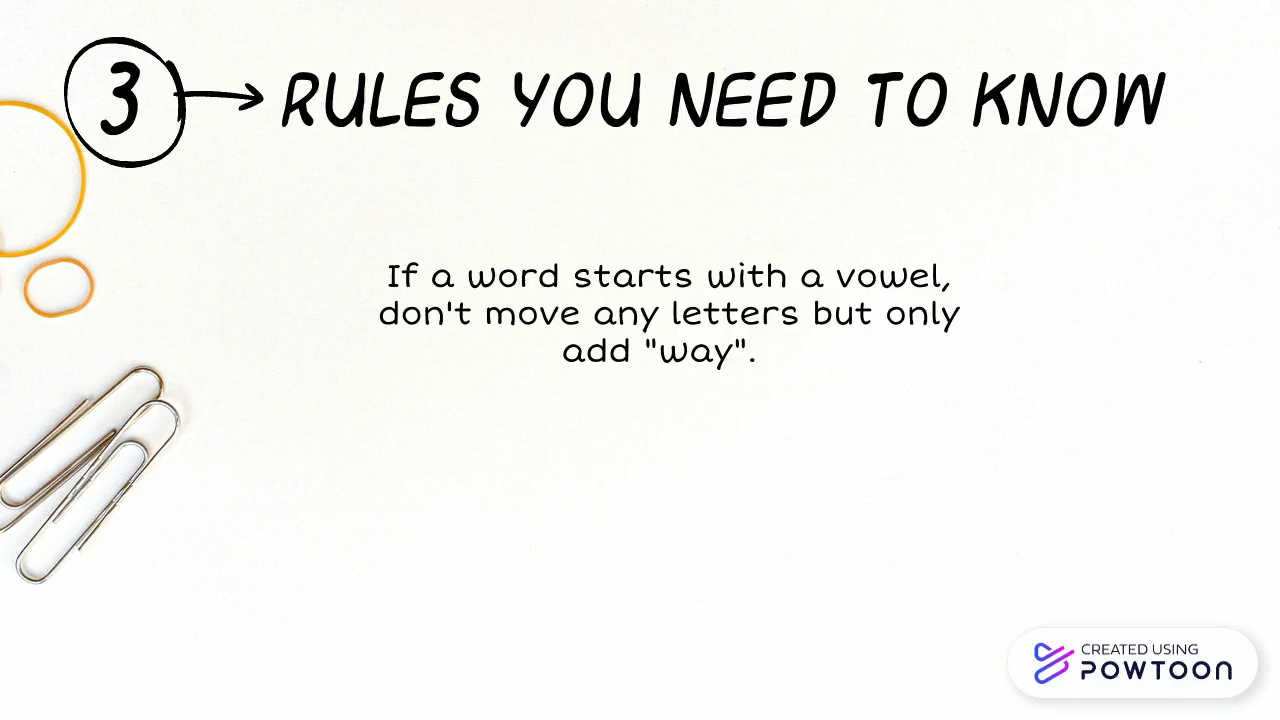 3 RULES YOU NEED TO KNOW
If a word starts with a vowel,
don't move any letters but only
add "way".
CREATED USING
POWTOON